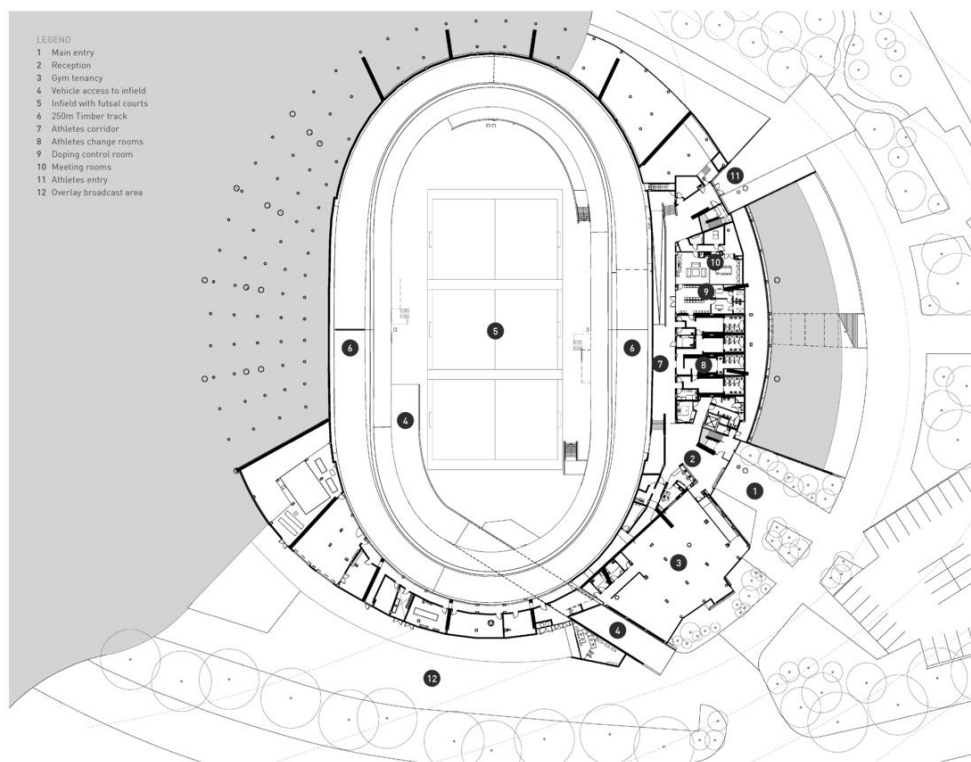 LEGEND
1 Main entry
2 Reception
3 Gym tenancy
4 Vehicle access to infield
5 Infield with futsal courts
6 250m Timber track
7 Athletes corridor
8 Athletes change rooms
9 Doping control room
10 Meeting rooms
11 Athletes entry
12 Overlay broadcast area
11
10
9
5
6
6
7
8
4
2
1
3
4
12